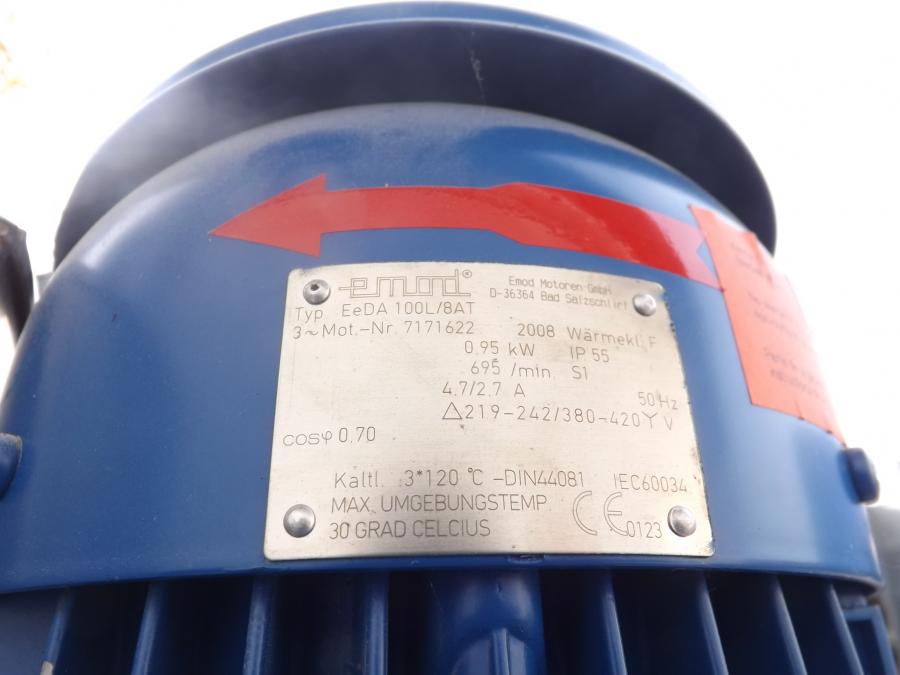 emod®
Emod Motoren GmbH
D-36364 Bad Salzschlirf
Typ EeDA 100L/8AT
3~Mot.-Nr. 7171622 2008 Wärmekl. F
0.95 kW IP 55
695 /min. S1
4.7/2.7 A 50 Hz
△219-242/380-420Y V
cosφ 0.70
Kaltl. 3*120 °C -DIN44081 IEC60034
MAX. UMGEBUNGSTEMP.
30 GRAD CELCIUS
CE 0123